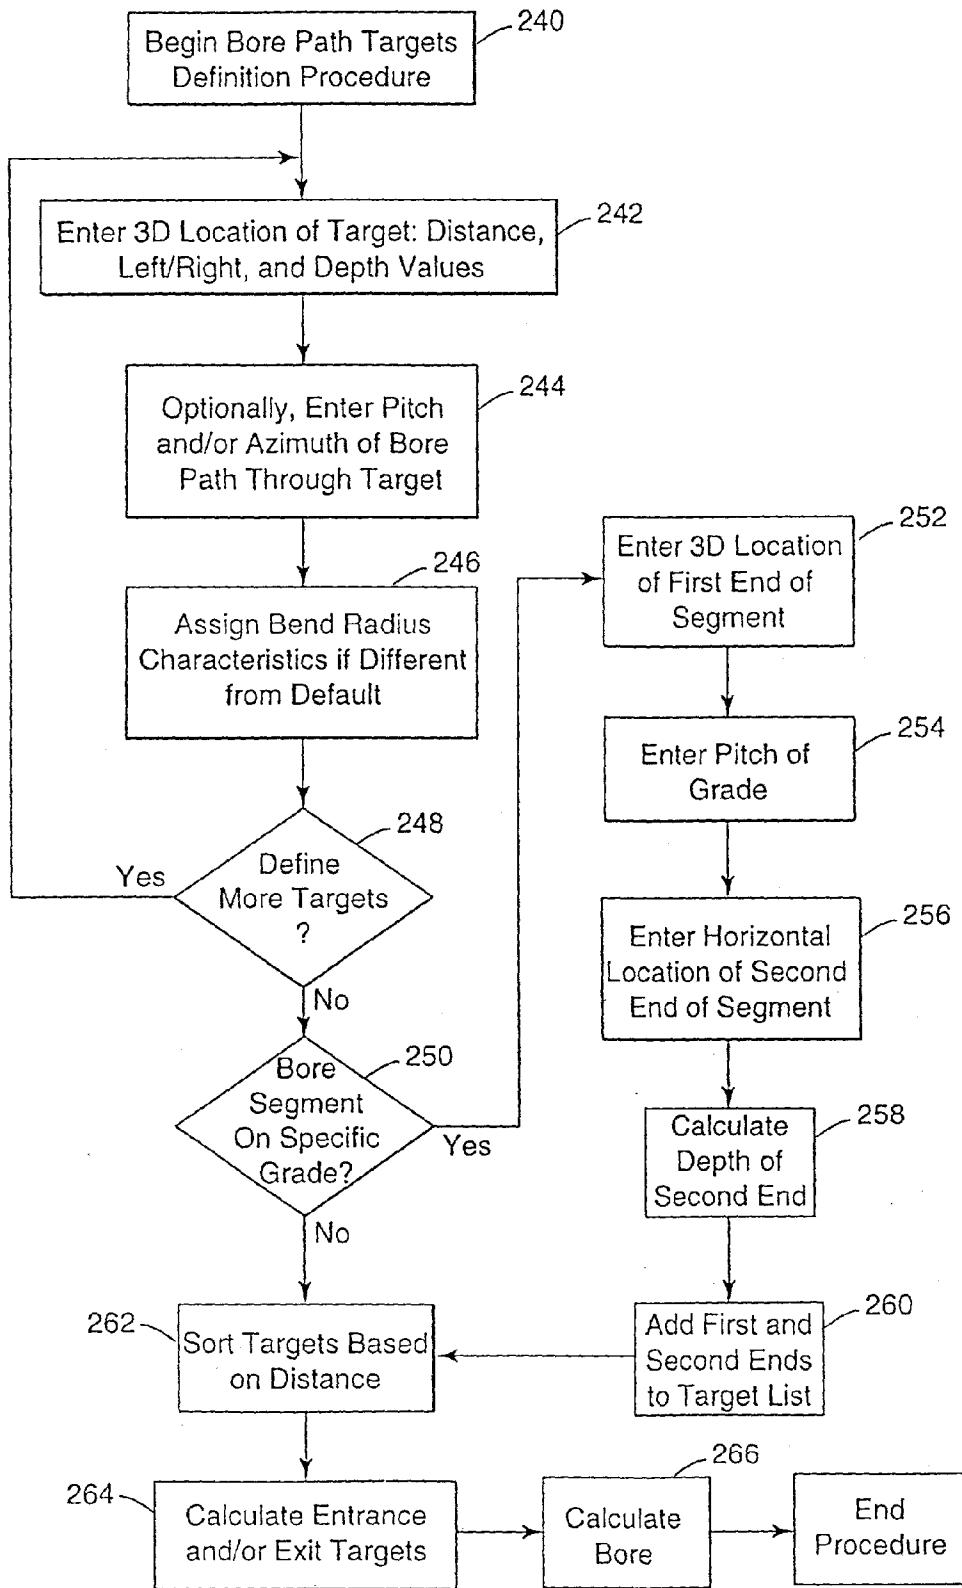 Begin Bore Path Targets
Definition Procedure
240
Enter 3D Location of Target: Distance,
Left/Right, and Depth Values
242
Optionally, Enter Pitch
and/or Azimuth of Bore
Path Through Target
244
Assign Bend Radius
Characteristics if Different
from Default
246
Define
More Targets
?
248
Yes
No
Bore
Segment
On Specific
Grade?
250
Yes
No
Enter 3D Location
of First End of
Segment
252
Enter Pitch of
Grade
254
Enter Horizontal
Location of Second
End of Segment
256
Calculate
Depth of
Second End
258
Add First and
Second Ends
to Target List
260
Sort Targets Based
on Distance
262
Calculate Entrance
and/or Exit Targets
264
Calculate
Bore
266
End
Procedure